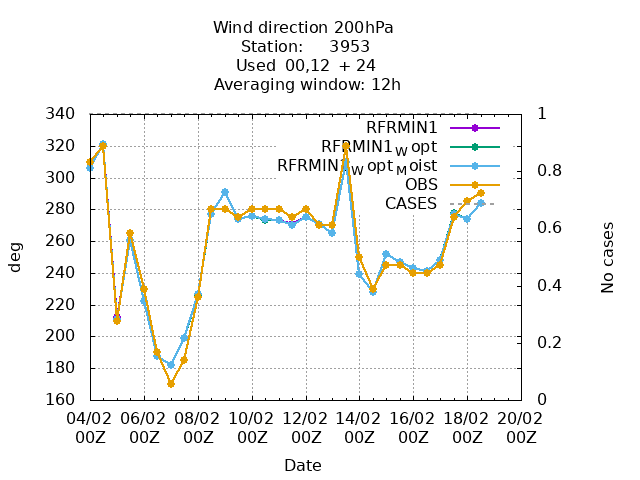 Wind direction 200hPa
Station: 3953
Used 00,12 + 24
Averaging window: 12h
340
320
300
280
260
240
220
200
180
160
deg
1
0.8
0.6
0.4
0.2
0
No cases
RFRMIN1
RFRMIN1W opt
RFRMIN1W optM oist
OBS
CASES
04/02 06/02 08/02 10/02 12/02 14/02 16/02 18/02 20/02
00Z 00Z 00Z 00Z 00Z 00Z 00Z 00Z 00Z
Date